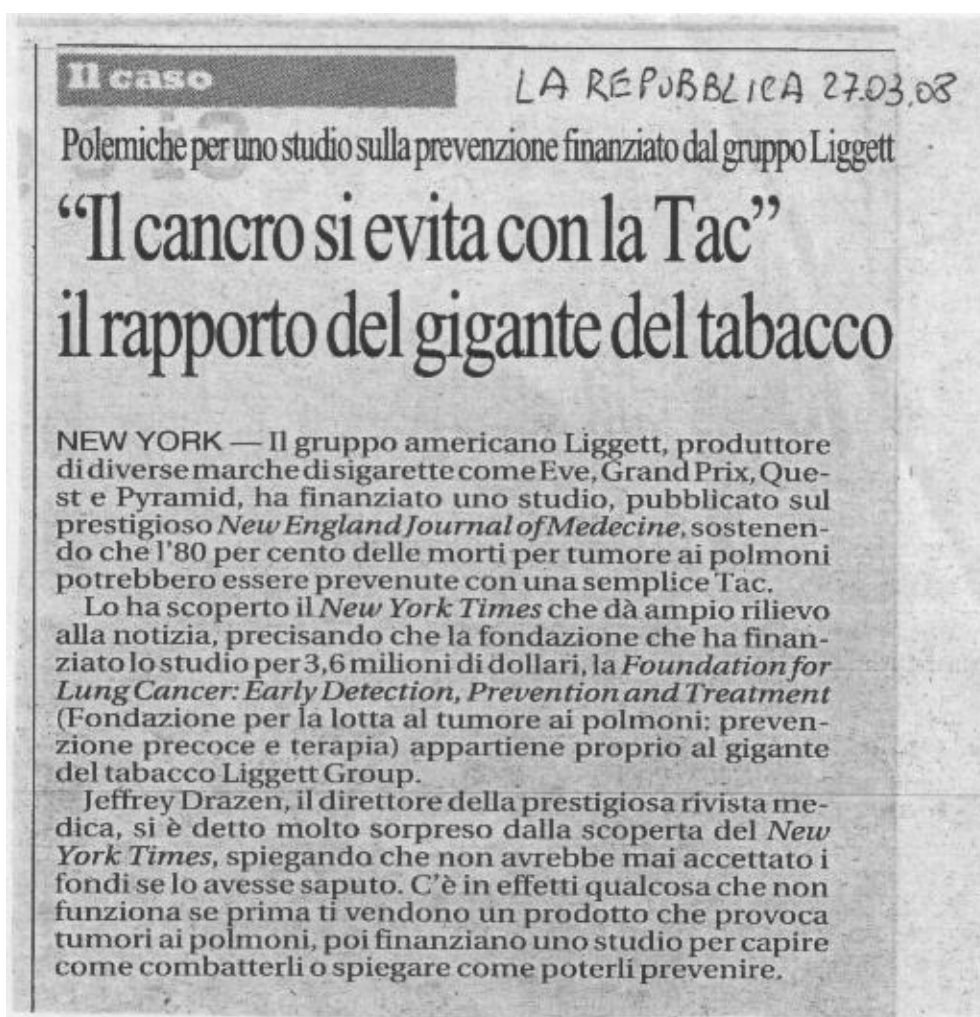 Il caso
LA REPUBBLICA 27.03.08
Polemiche per uno studio sulla prevenzione finanziato dal gruppo Liggett
“Il cancro si evita con la Tac”
il rapporto del gigante del tabacco
NEW YORK — Il gruppo americano Liggett, produttore
di diverse marche di sigarette come Eve, Grand Prix, Que-
st e Pyramid, ha finanziato uno studio, pubblicato sul
prestigioso New England Journal of Medecine, sostenen-
do che l'80 per cento delle morti per tumore ai polmoni
potrebbero essere prevenute con una semplice Tac.
Lo ha scoperto il New York Times che dà ampio rilievo
alla notizia, precisando che la fondazione che ha finan-
ziato lo studio per 3,6 milioni di dollari, la Foundation for
Lung Cancer: Early Detection, Prevention and Treatment
(Fondazione per la lotta al tumore ai polmoni: preven-
zione precoce e terapia) appartiene proprio al gigante
del tabacco Liggett Group.
Jeffrey Drazen, il direttore della prestigiosa rivista me-
dica, si è detto molto sorpreso dalla scoperta del New
York Times, spiegando che non avrebbe mai accettato i
fondi se lo avesse saputo. C'è in effetti qualcosa che non
funziona se prima ti vendono un prodotto che provoca
tumori ai polmoni, poi finanziano uno studio per capire
come combatterli o spiegare come poterli prevenire.